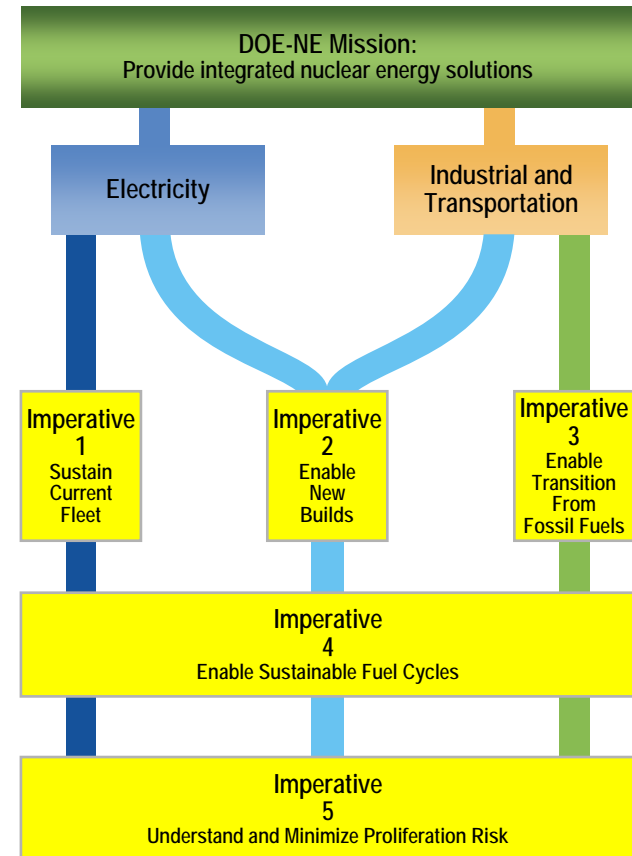 DOE-NE Mission:
Provide integrated nuclear energy solutions
Electricity
Industrial and
Transportation
Imperative
1
Sustain
Current
Fleet
Imperative
2
Enable
New
Builds
Imperative
3
Enable
Transition
From
Fossil Fuels
Imperative
4
Enable Sustainable Fuel Cycles
Imperative
5
Understand and Minimize Proliferation Risk